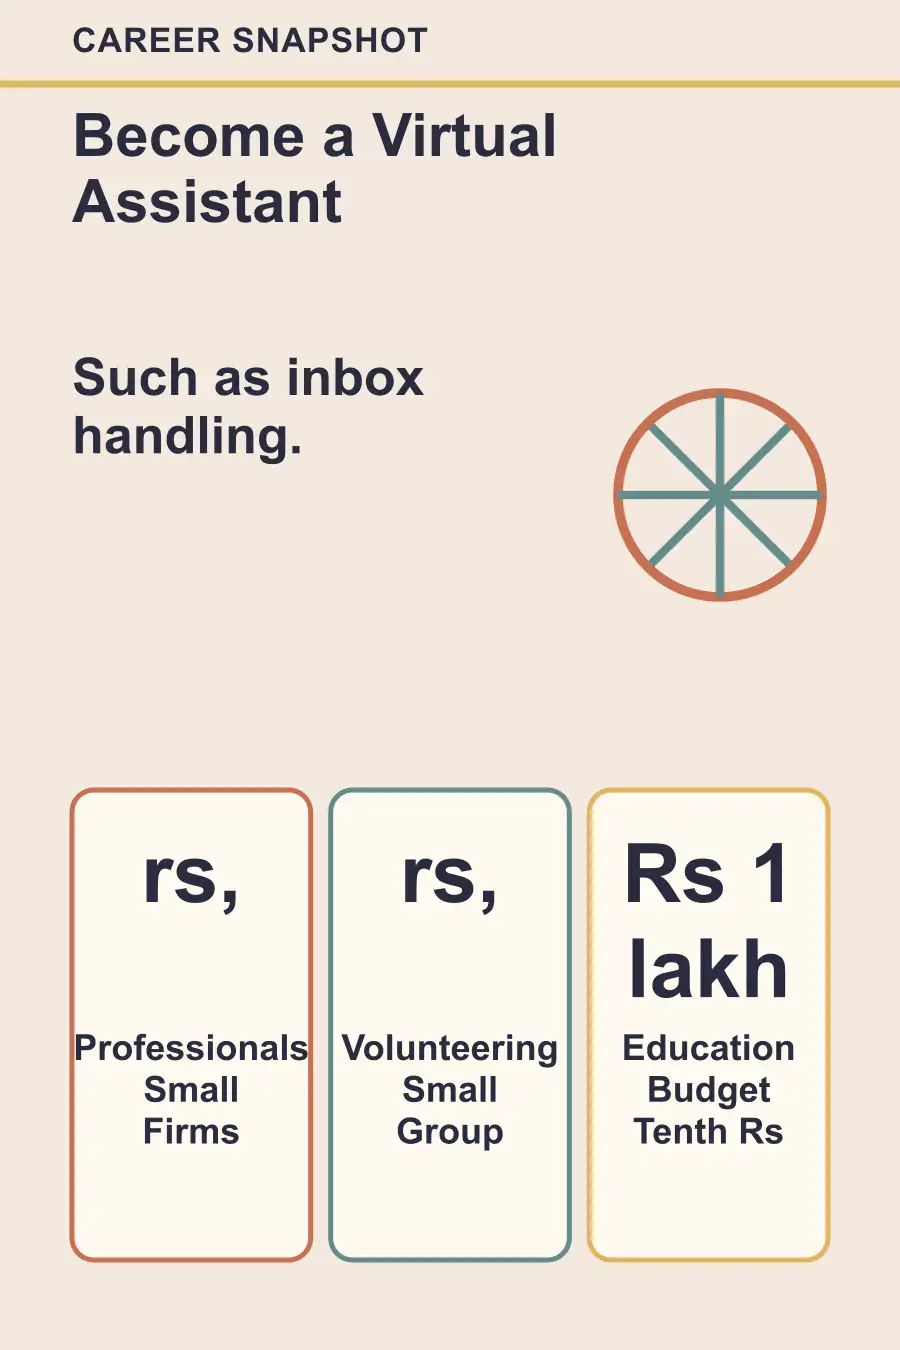 CAREER SNAPSHOT
Become a Virtual
Assistant
Such as inbox
handling.
rs,
Professionals
Small
Firms
rs,
Volunteering
Small
Group
Rs 1
lakh
Education
Budget
Tenth Rs